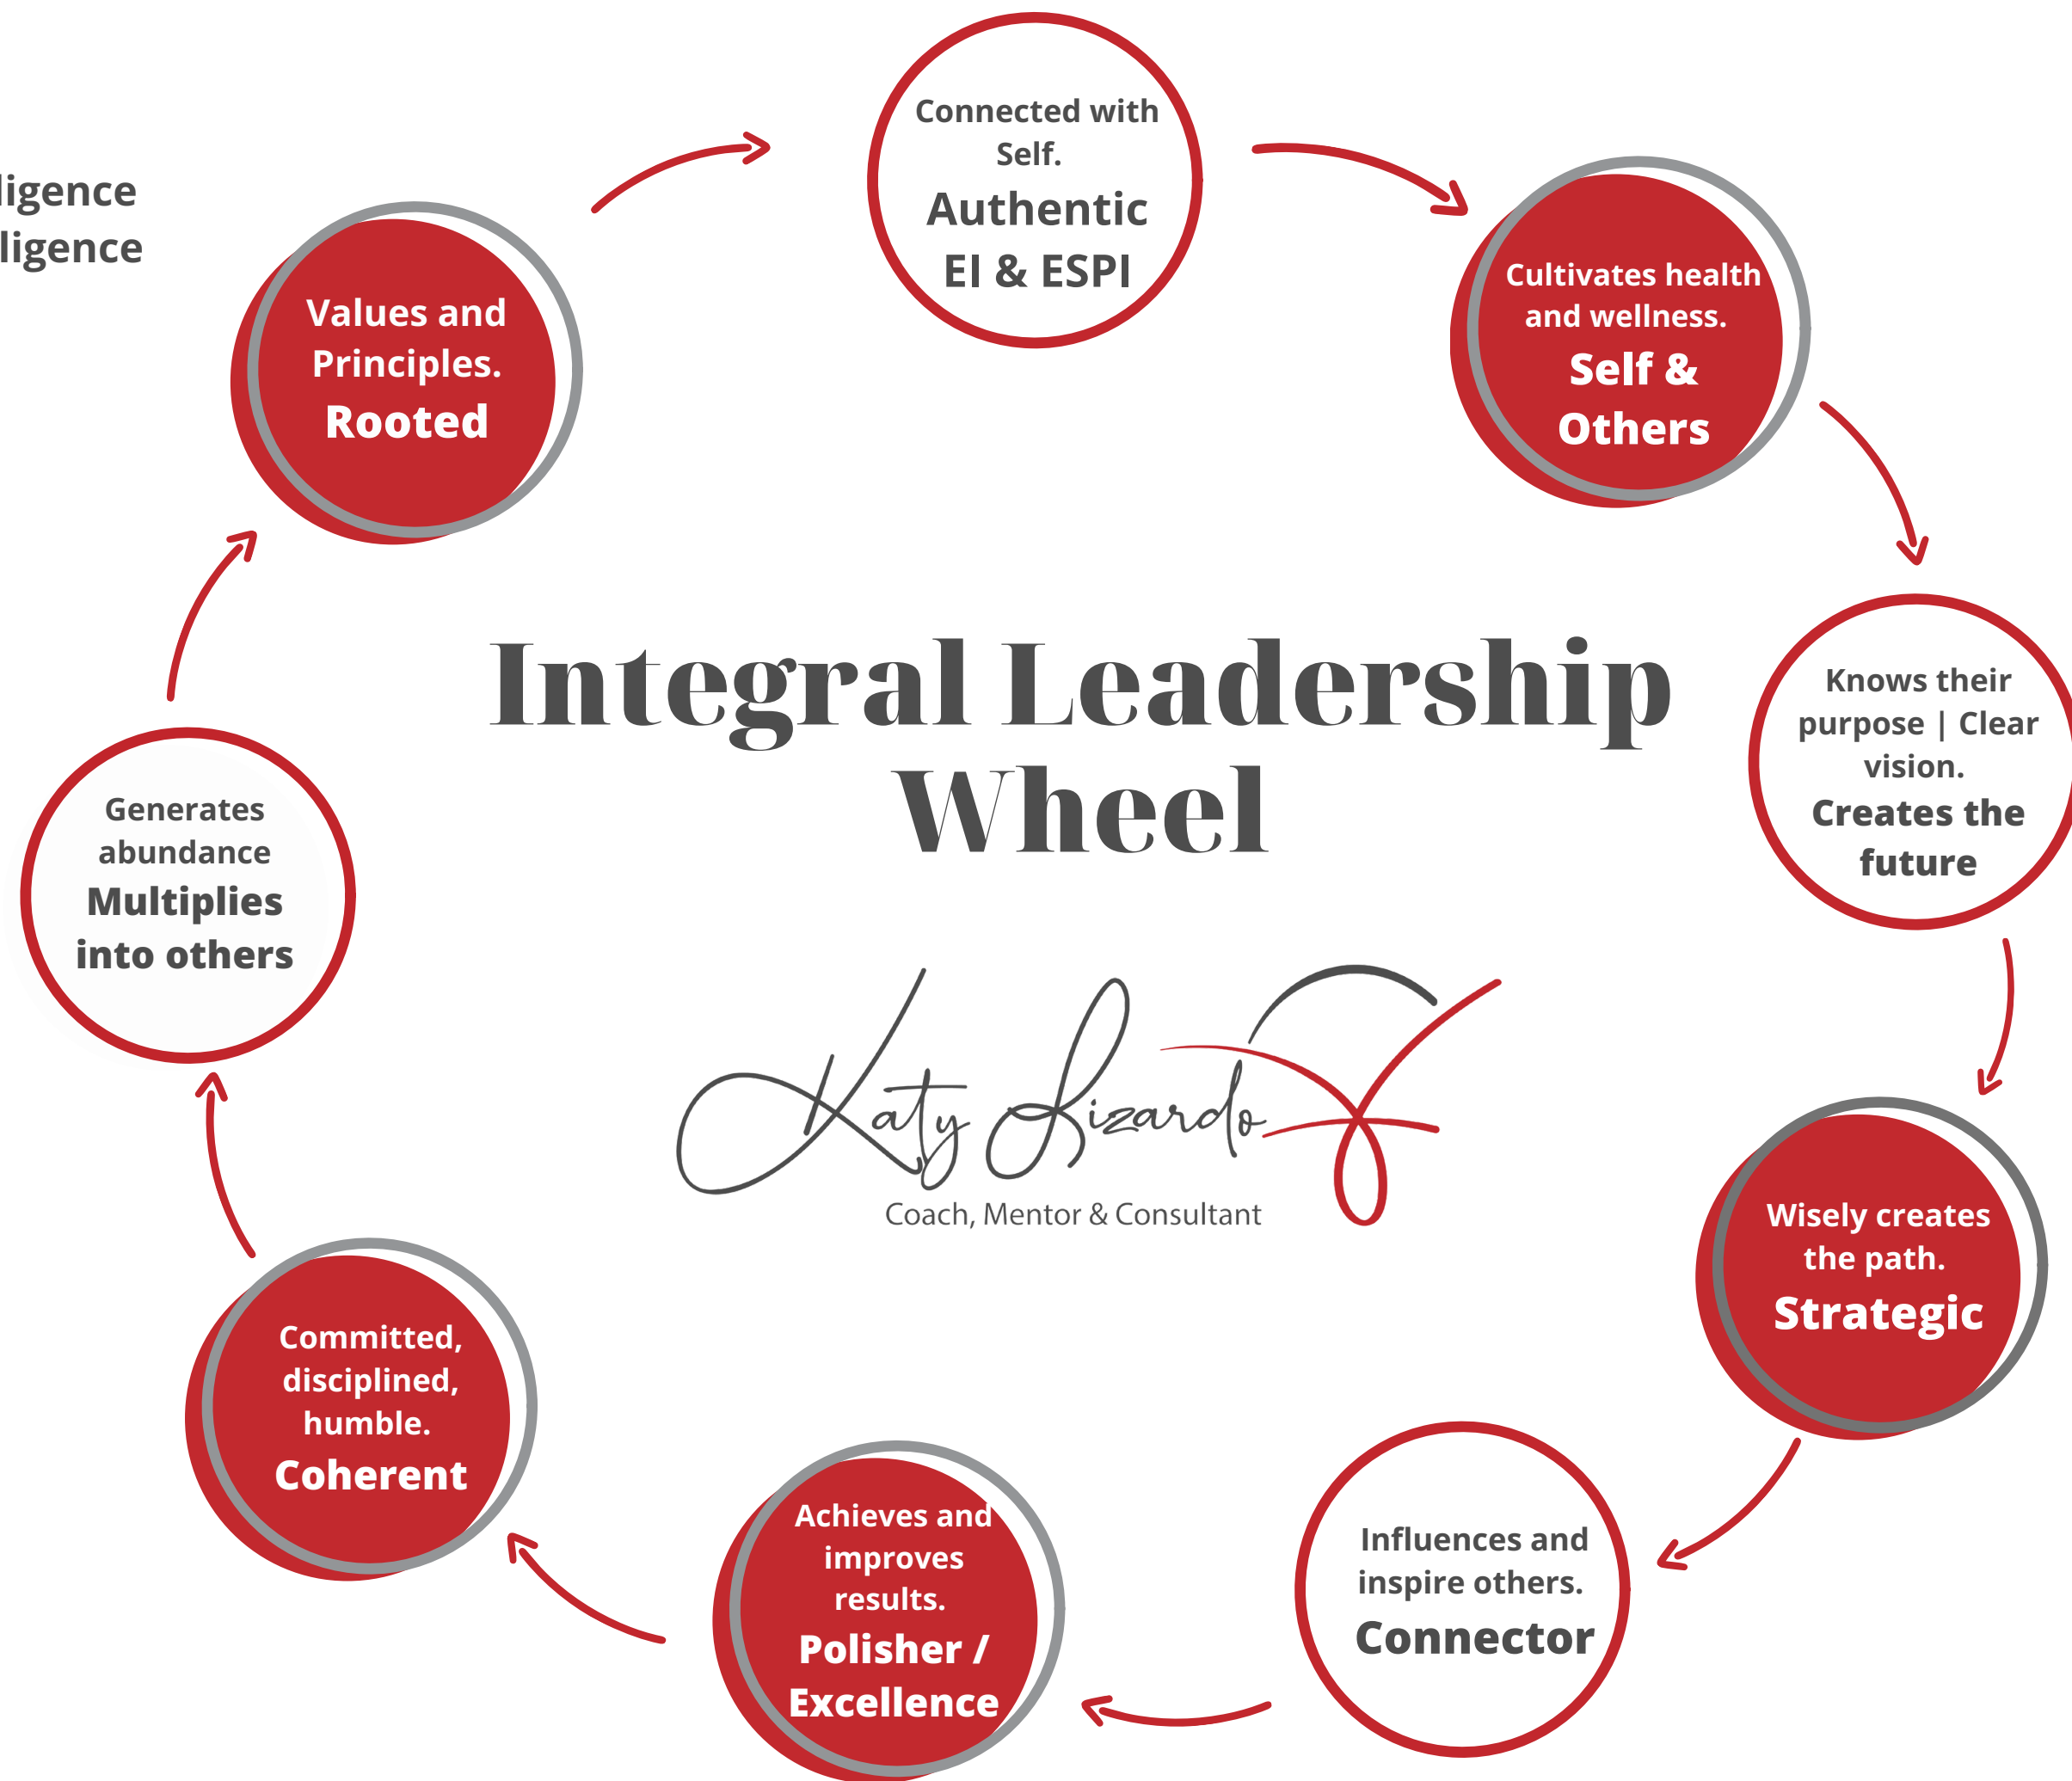 Connected with
Self.
Authentic
EI & ESPI
Cultivates health
and wellness.
Self &
Others
Knows their
purpose | Clear
vision.
Creates the
future
Wisely creates
the path.
Strategic
Influences and
inspire others.
Connector
Achieves and
improves
results.
Polisher /
Excellence
Committed,
disciplined,
humble.
Coherent
Generates
abundance
Multiplies
into others
Values and
Principles.
Rooted
ligence
ligence
Integral Leadership
Wheel
Katy Lizardo
Coach, Mentor & Consultant